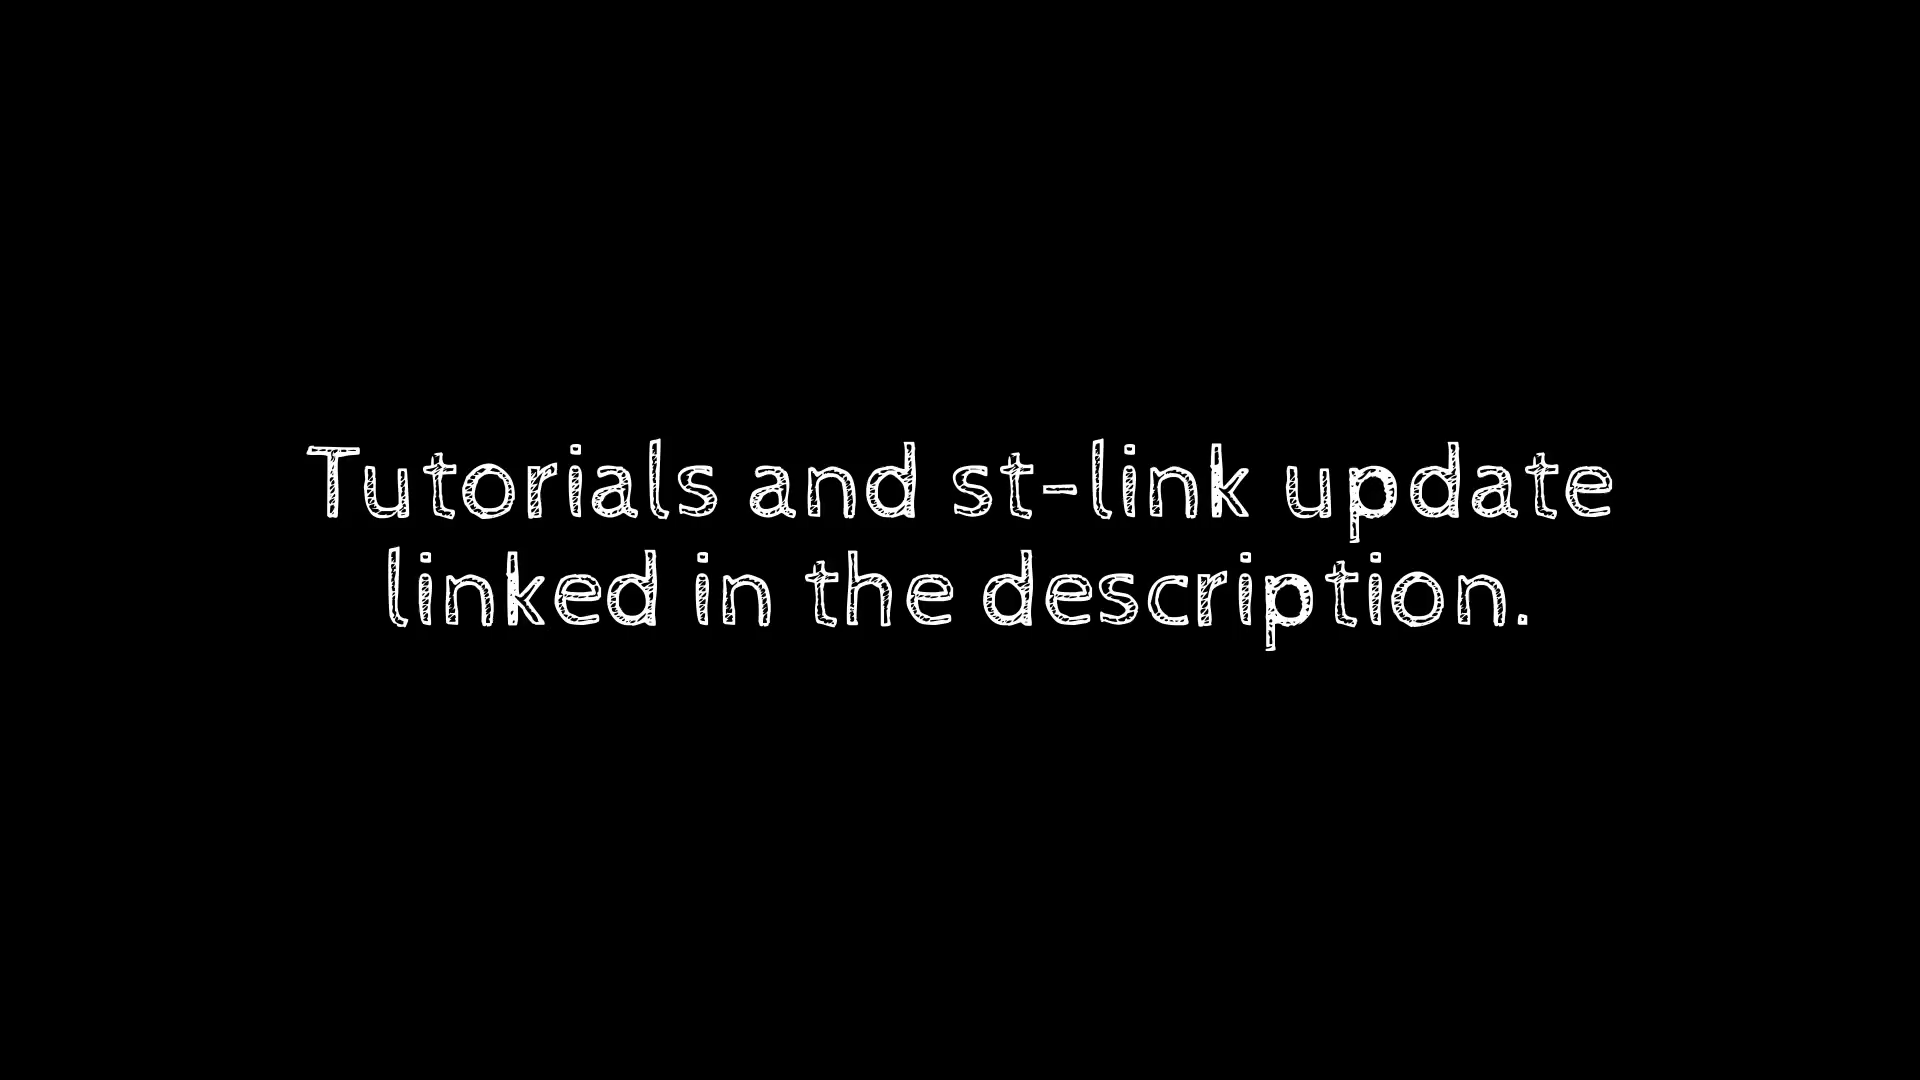 Tutorials and st-link update
linked in the description.